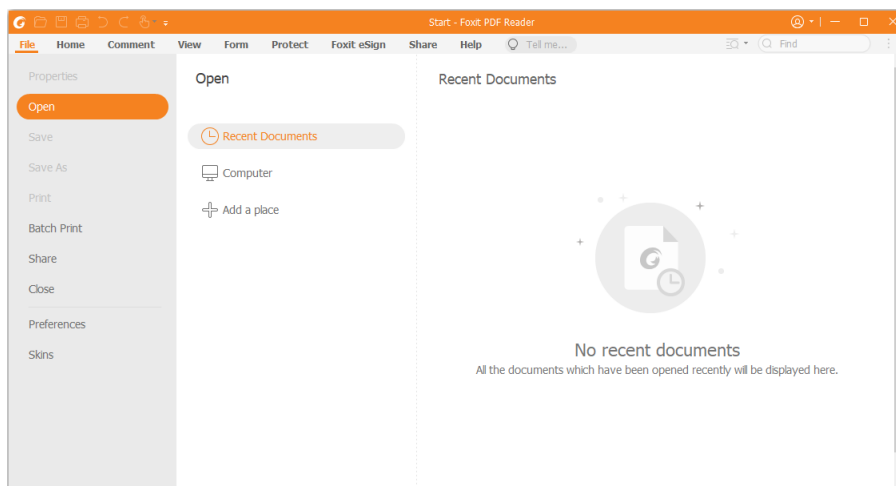 Start - Foxit PDF Reader
File Home Comment View Form Protect Foxit eSign Share Help Tell me... Find
Properties
Open
Save
Save As
Print
Batch Print
Share
Close
Preferences
Skins
Open
Recent Documents
Computer
Add a place
Recent Documents
No recent documents
All the documents which have been opened recently will be displayed here.